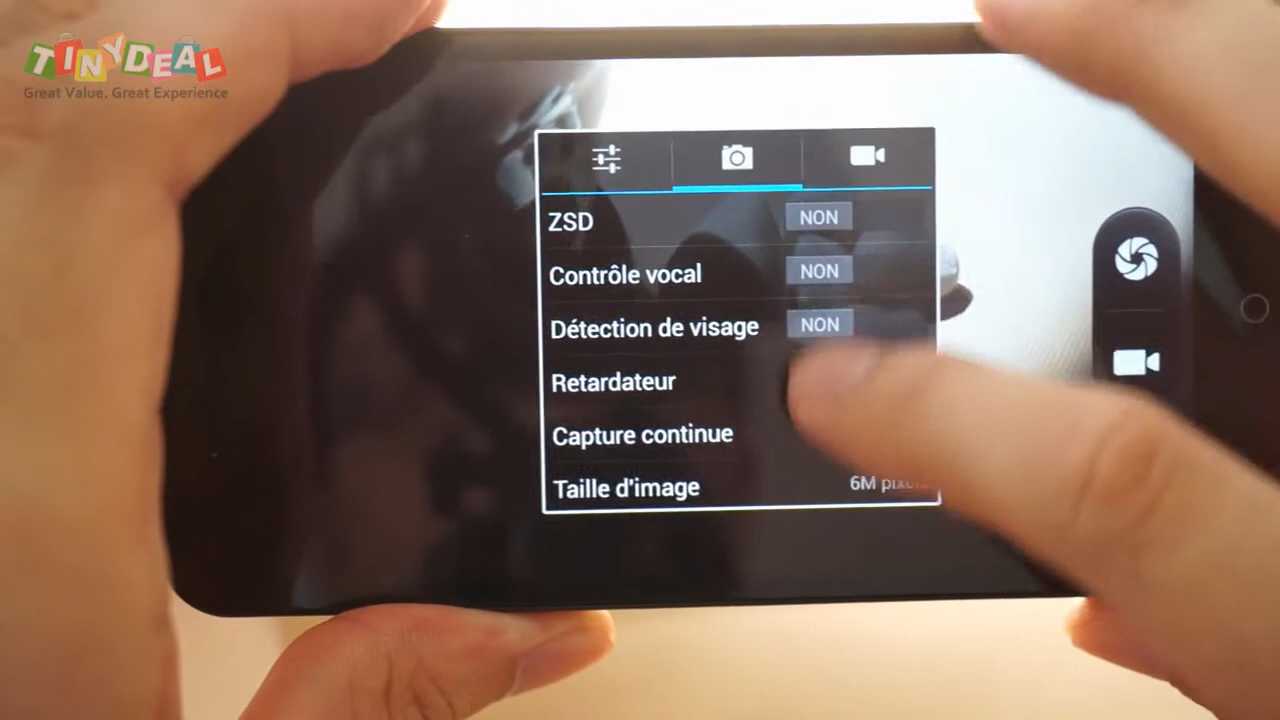 TINYDEAL
Great Value. Great Experience
ZSD NON
Contrôle vocal NON
Détection de visage NON
Retardateur
Capture continue
Taille d'image 6M